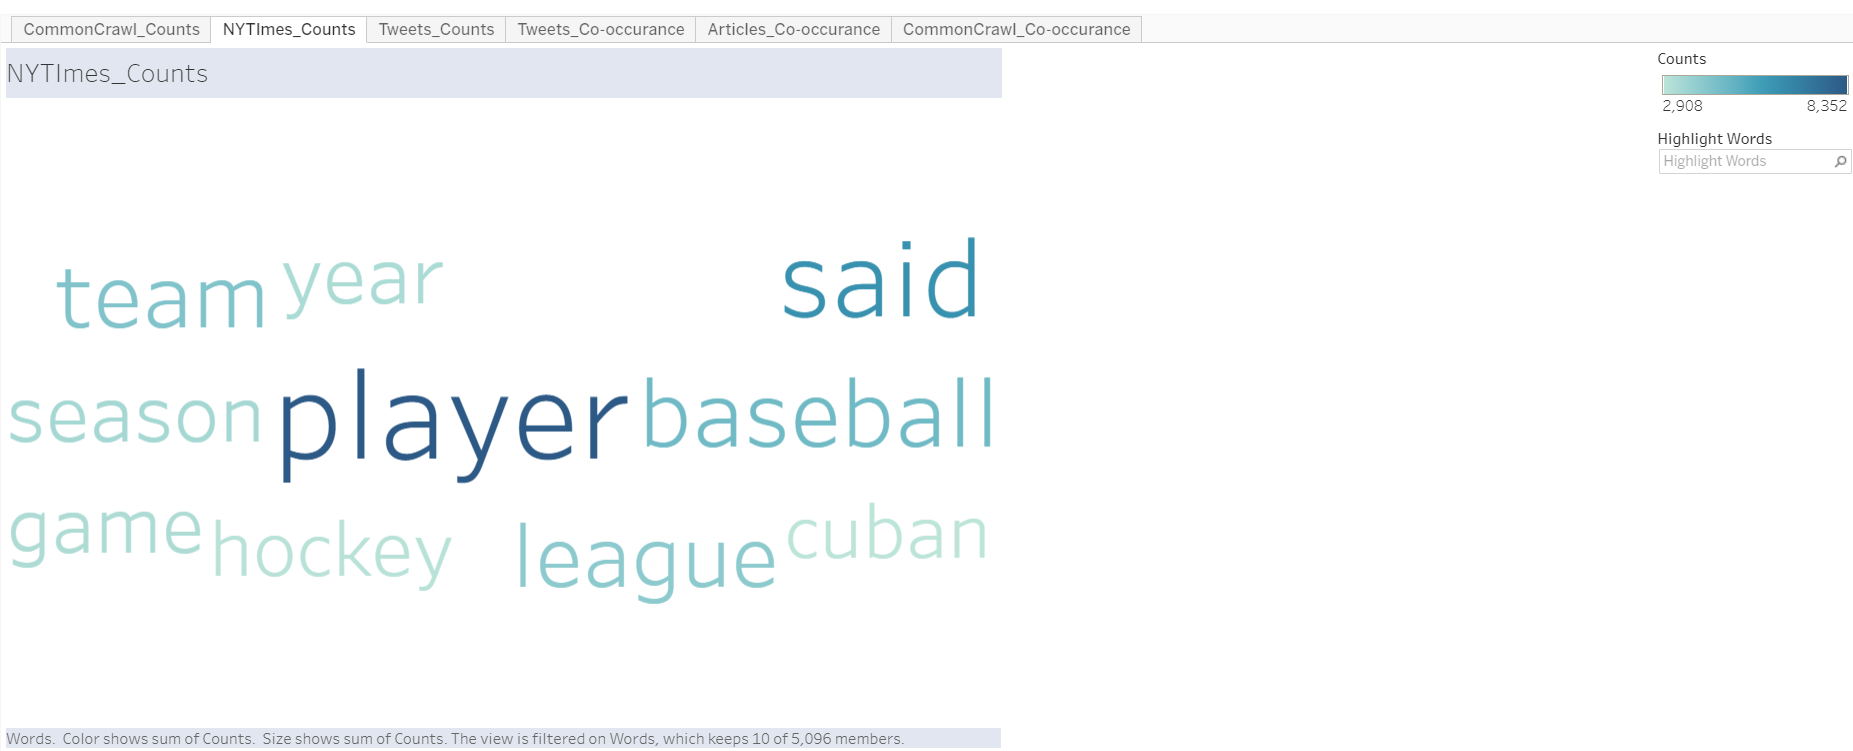 CommonCrawl_Counts NYTImes_Counts Tweets_Counts Tweets_Co-occurance Articles_Co-occurance CommonCrawl_Co-occurance
NYTImes_Counts
Counts
2,908 8,352
Highlight Words
Highlight Words
team year said
season player baseball
game hockey league cuban
Words. Color shows sum of Counts. Size shows sum of Counts. The view is filtered on Words, which keeps 10 of 5,096 members.